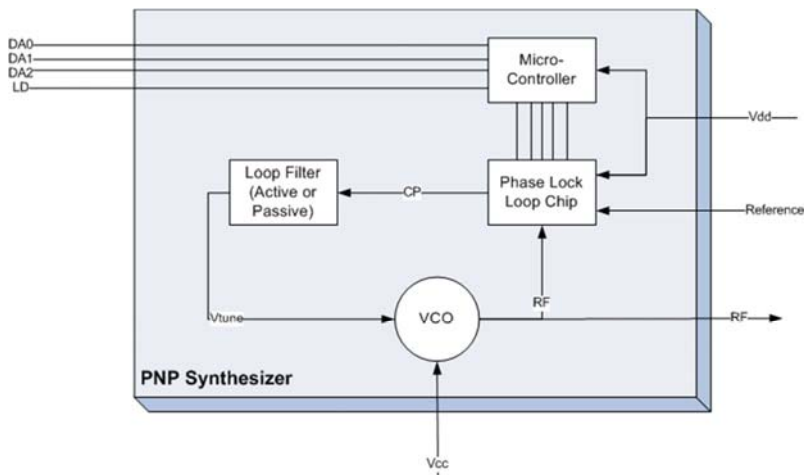 DA0
DA1
DA2
LD
Micro-
Controller
Vdd
Loop Filter
(Active or
Passive)
CP
Phase Lock
Loop Chip
Reference
RF
Vtune
VCO
RF
PNP Synthesizer
Vcc